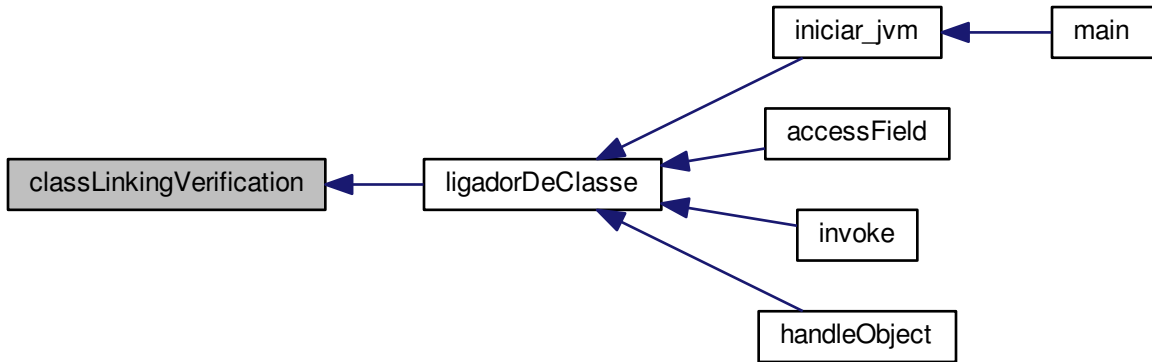 iniciar_jvm
main
accessField
classLinkingVerification
ligadorDeClasse
invoke
handleObject